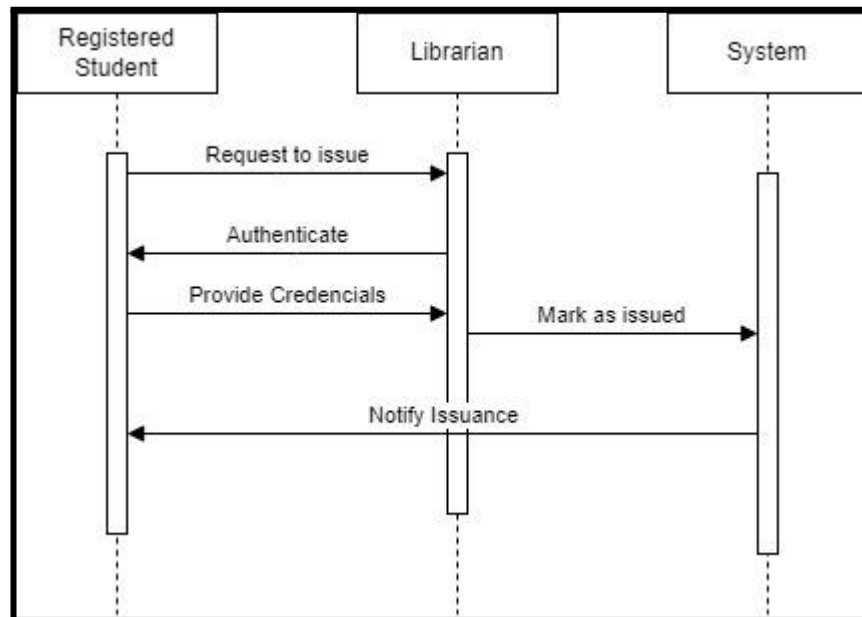 Registered
Student
Librarian
System
Request to issue
Authenticate
Provide Credencials
Mark as issued
Notify Issuance